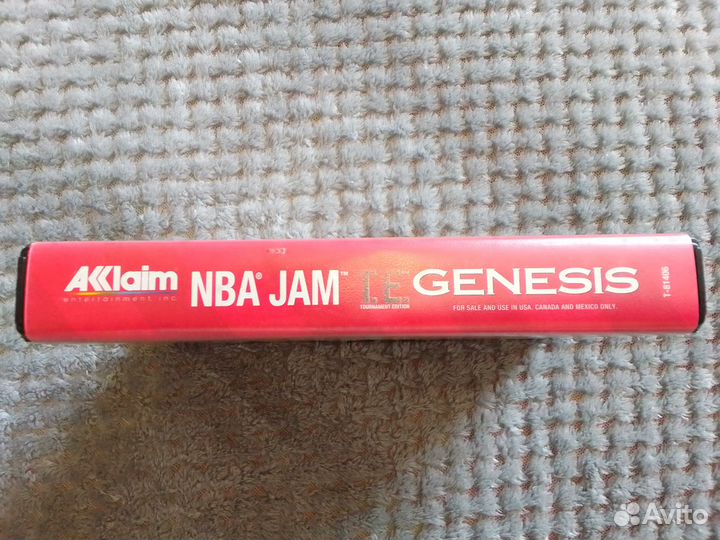 AKKlaim
entertainment inc.
NBA® JAM™
T.E.
TOURNAMENT EDITION
GENESIS
FOR SALE AND USE IN USA, CANADA AND MEXICO ONLY.
T-81406
Avito